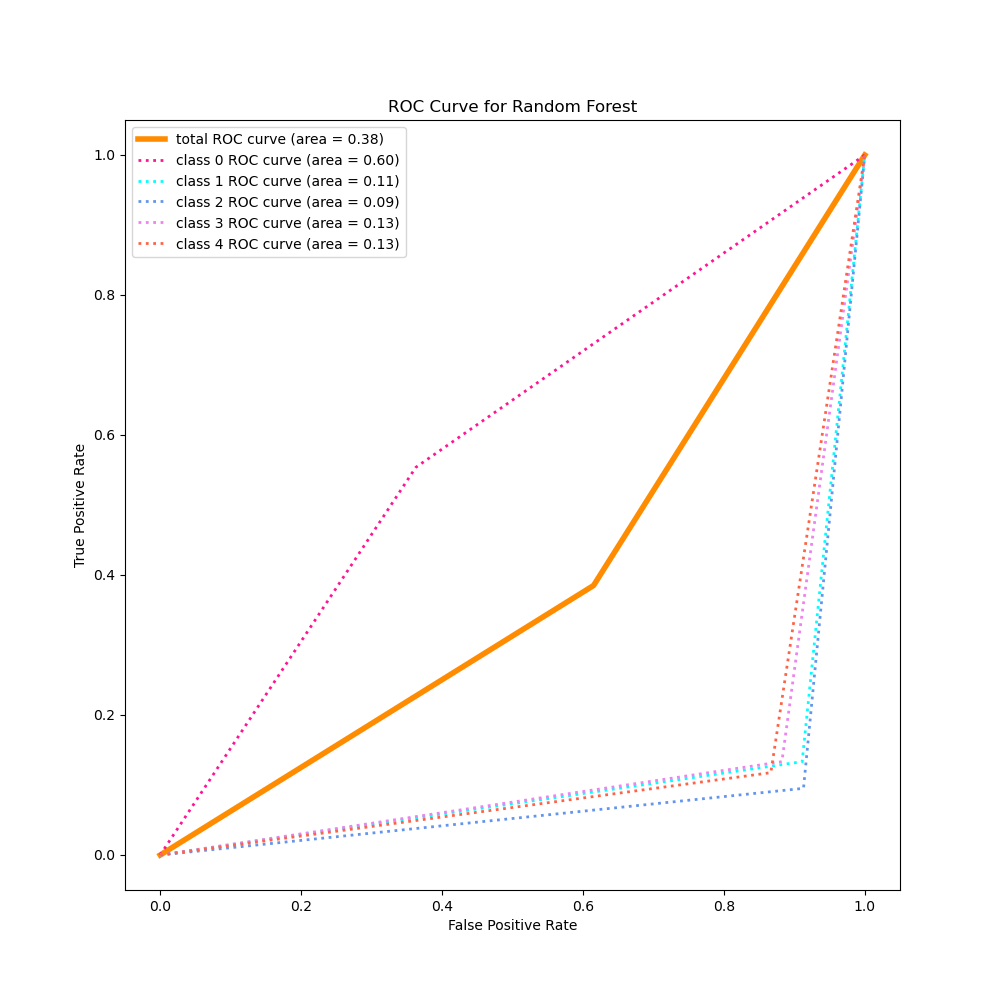 ROC Curve for Random Forest
total ROC curve (area = 0.38)
class 0 ROC curve (area = 0.60)
class 1 ROC curve (area = 0.11)
class 2 ROC curve (area = 0.09)
class 3 ROC curve (area = 0.13)
class 4 ROC curve (area = 0.13)
1.0
0.8
0.6
0.4
0.2
0.0
True Positive Rate
0.0 0.2 0.4 0.6 0.8 1.0
False Positive Rate